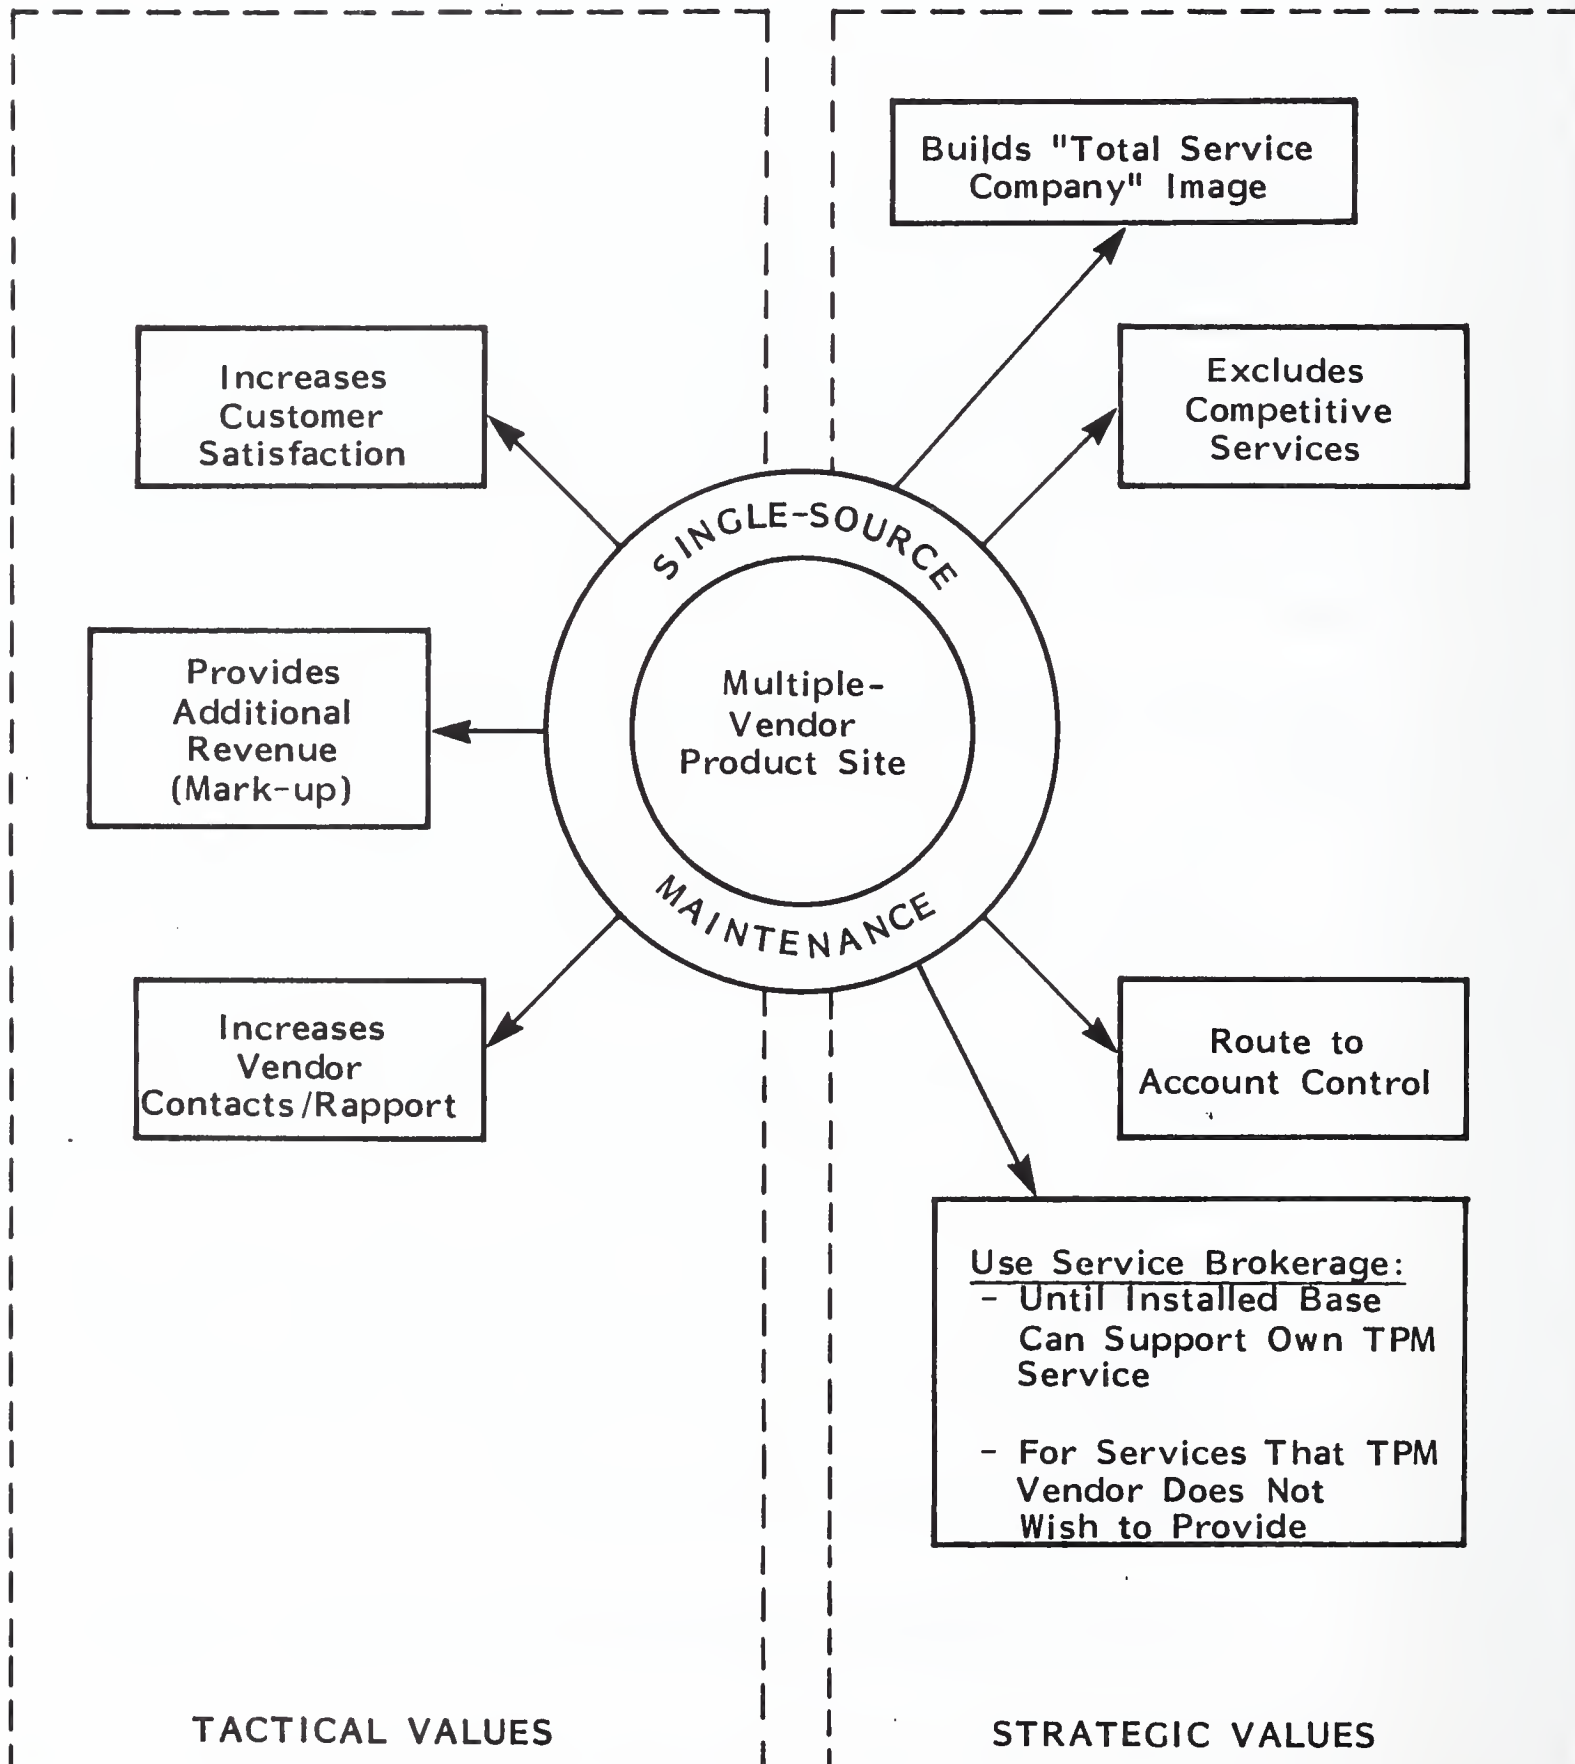 Builds "Total Service
Company" Image
Increases
Customer
Satisfaction
Excludes
Competitive
Services
SINGLE-SOURCE
Provides
Additional
Revenue
(Mark-up)
Multiple-
Vendor
Product Site
MAINTENANCE
Increases
Vendor
Contacts/Rapport
Route to
Account Control
Use Service Brokerage:
- Until Installed Base
Can Support Own TPM
Service
- For Services That TPM
Vendor Does Not
Wish to Provide
TACTICAL VALUES
STRATEGIC VALUES